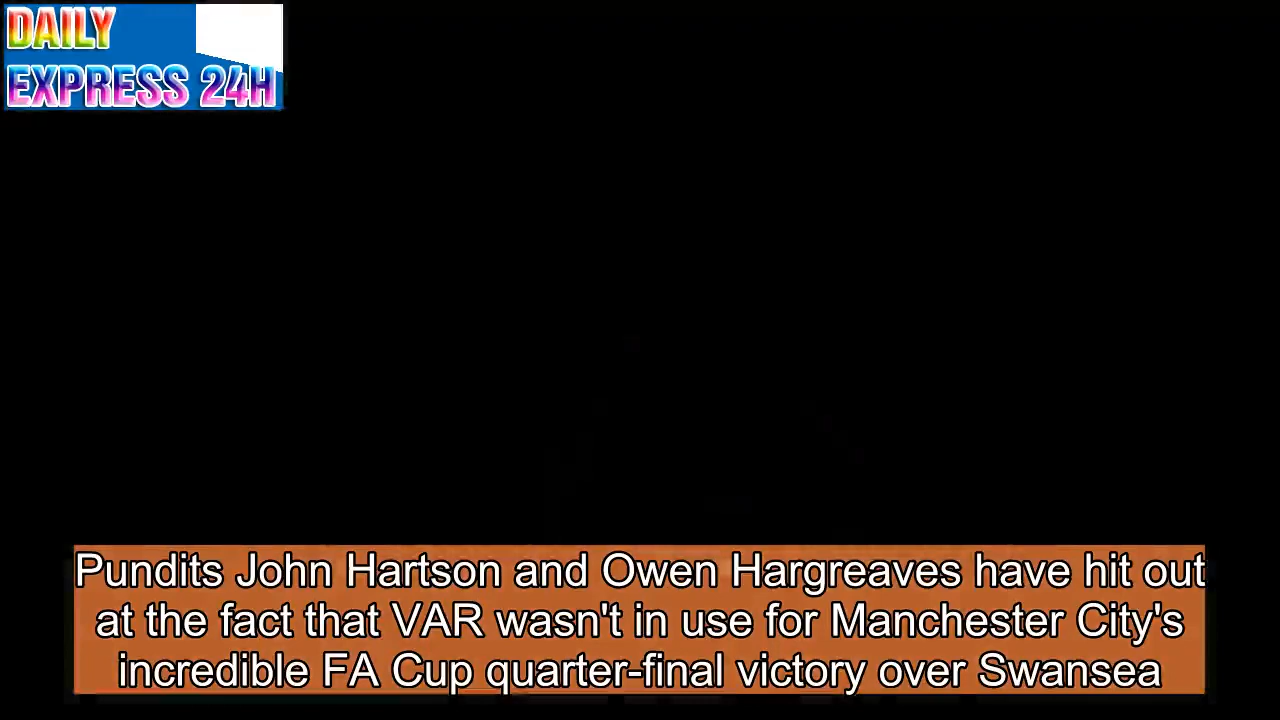 DAILY
EXPRESS 24H
Pundits John Hartson and Owen Hargreaves have hit out
at the fact that VAR wasn't in use for Manchester City's
incredible FA Cup quarter-final victory over Swansea